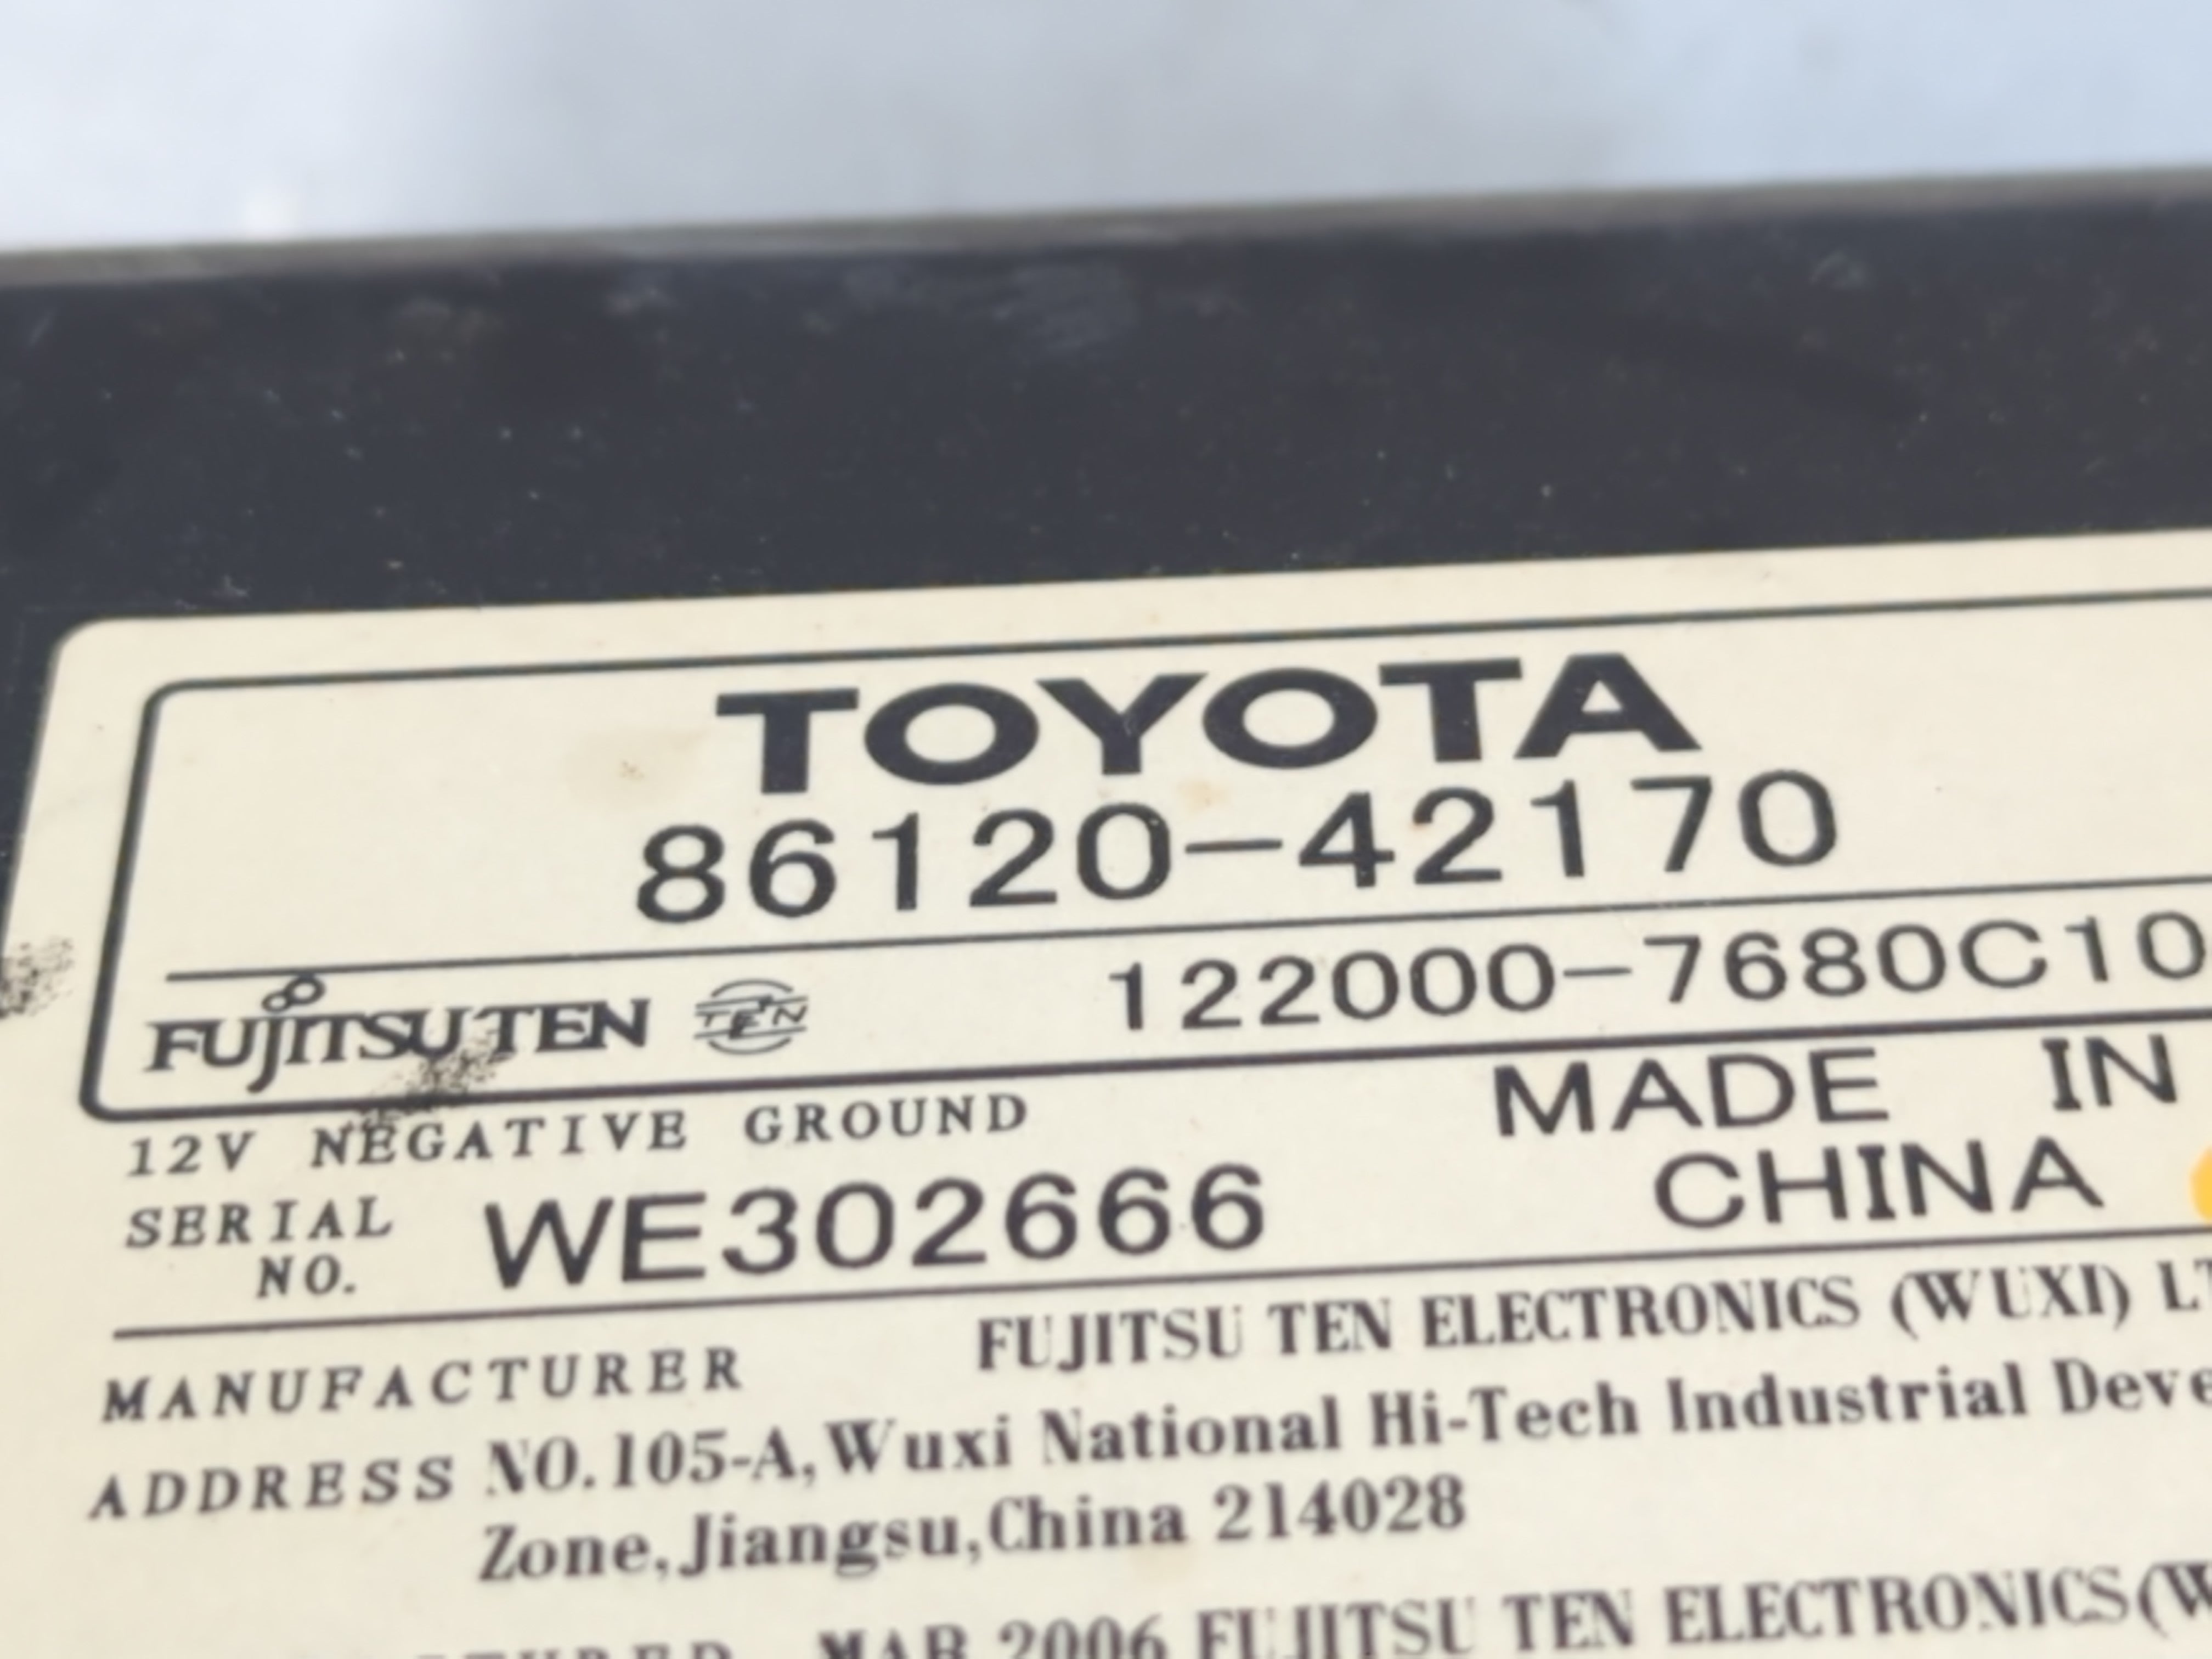 TOYOTA
86120-42170
FUJITSU TEN TEN 122000-7680C10
12V NEGATIVE GROUND
MADE IN
CHINA
SERIAL
NO. WE302666
MANUFACTURER FUJITSU TEN ELECTRONICS (WUXI)
ADDRESS NO.105-A,Wuxi National Hi-Tech Industrial
Zone,Jiangsu,China 214028
MAR 2006 FUJITSU TEN ELECTRONICS